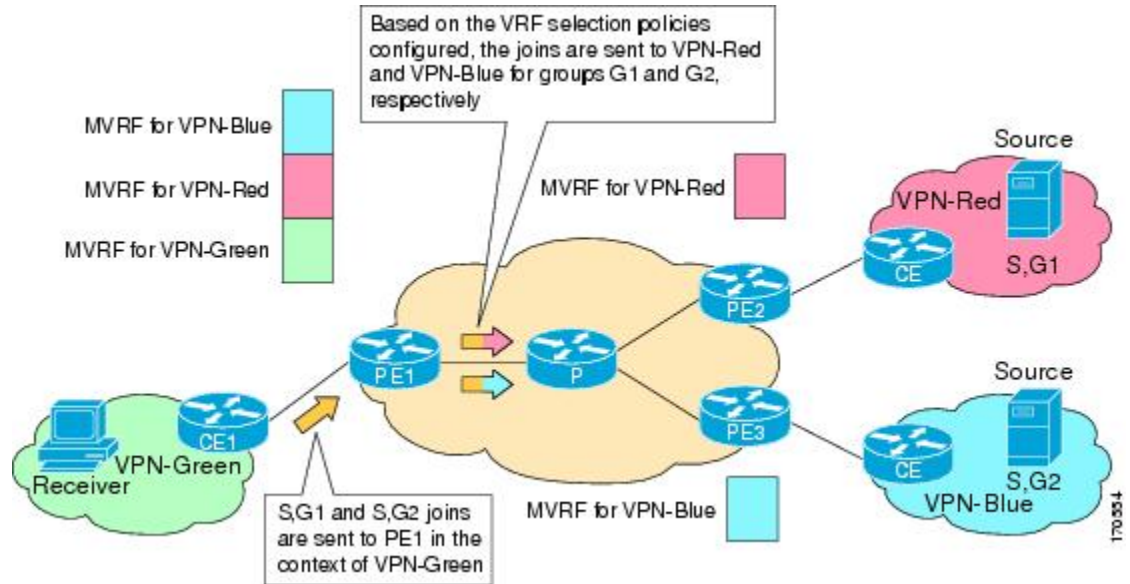 Based on the VRF selection policies
configured, the joins are sent to VPN-Red
and VPN-Blue for groups G1 and G2,
respectively
MVRF for VPN-Blue
MVRF for VPN-Red
MVRF for VPN-Green
MVRF for VPN-Red
Source
VPN-Red
CE
S,G1
PE2
PE1
P
PE3
Source
CE
S,G2
VPN-Blue
CE1
VPN-Green
Receiver
MVRF for VPN-Blue
S,G1 and S,G2 joins
are sent to PE1 in the
context of VPN-Green
170554